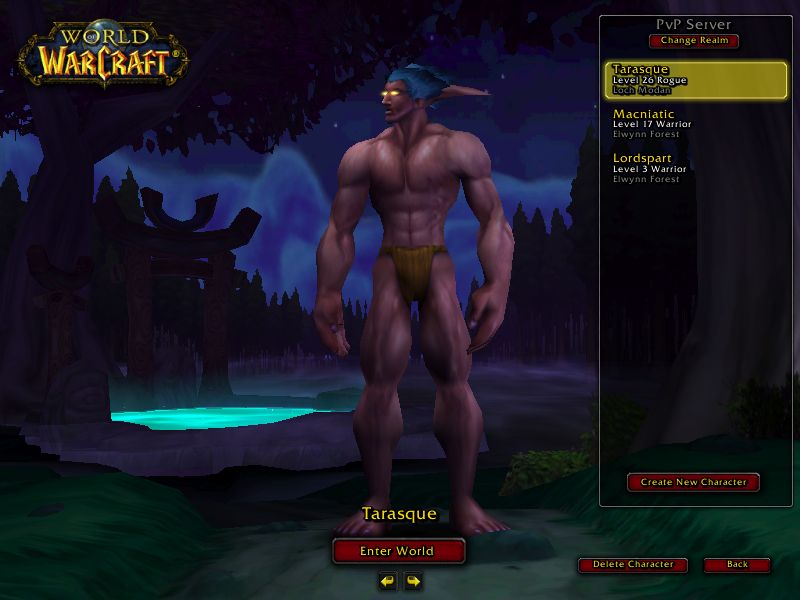 WORLD
OF
WARCRAFT®
PvP Server
Change Realm
Tarasque
Level 26 Rogue
Loch Modan
Macniatic
Level 17 Warrior
Elwynn Forest
Lordspart
Level 3 Warrior
Elwynn Forest
Create New Character
Tarasque
Enter World
Delete Character
Back